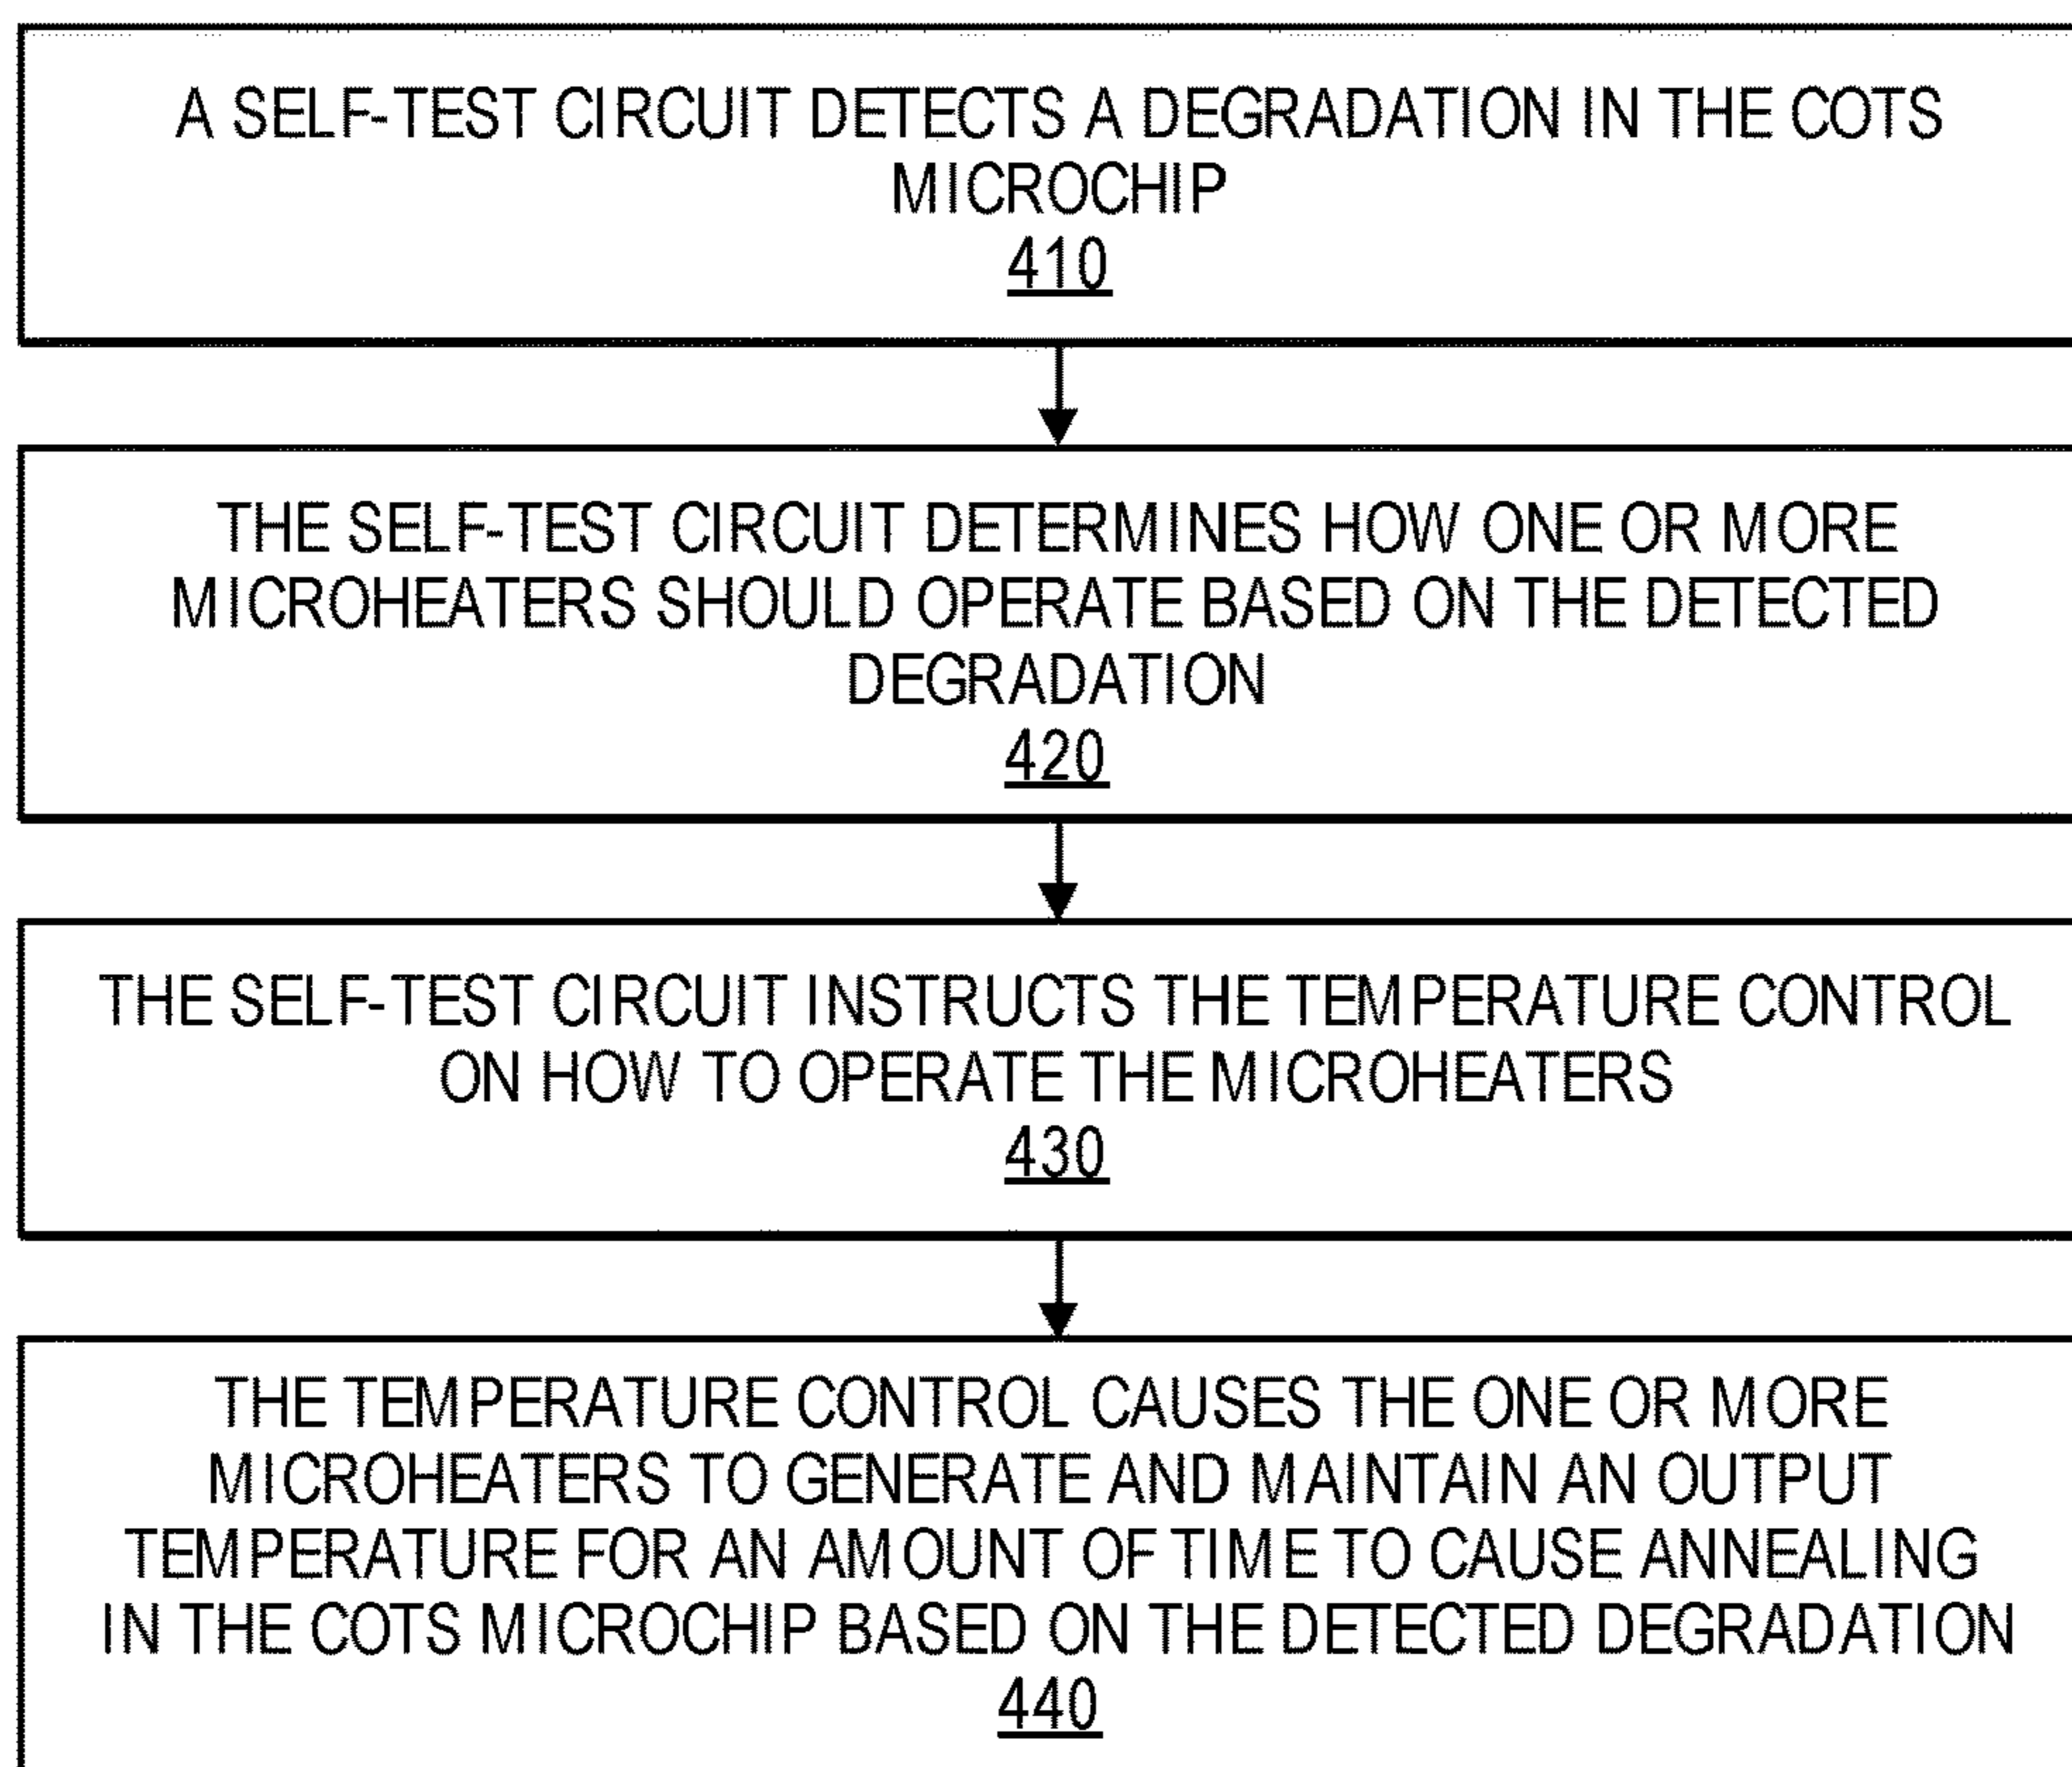 A SELF-TEST CIRCUIT DETECTS A DEGRADATION IN THE COTS
MICROCHIP
410
THE SELF-TEST CIRCUIT DETERMINES HOW ONE OR MORE
MICROHEATERS SHOULD OPERATE BASED ON THE DETECTED
DEGRADATION
420
THE SELF-TEST CIRCUIT INSTRUCTS THE TEMPERATURE CONTROL
ON HOW TO OPERATE THE MICROHEATERS
430
THE TEMPERATURE CONTROL CAUSES THE ONE OR MORE
MICROHEATERS TO GENERATE AND MAINTAIN AN OUTPUT
TEMPERATURE FOR AN AMOUNT OF TIME TO CAUSE ANNEALING
IN THE COTS MICROCHIP BASED ON THE DETECTED DEGRADATION
440